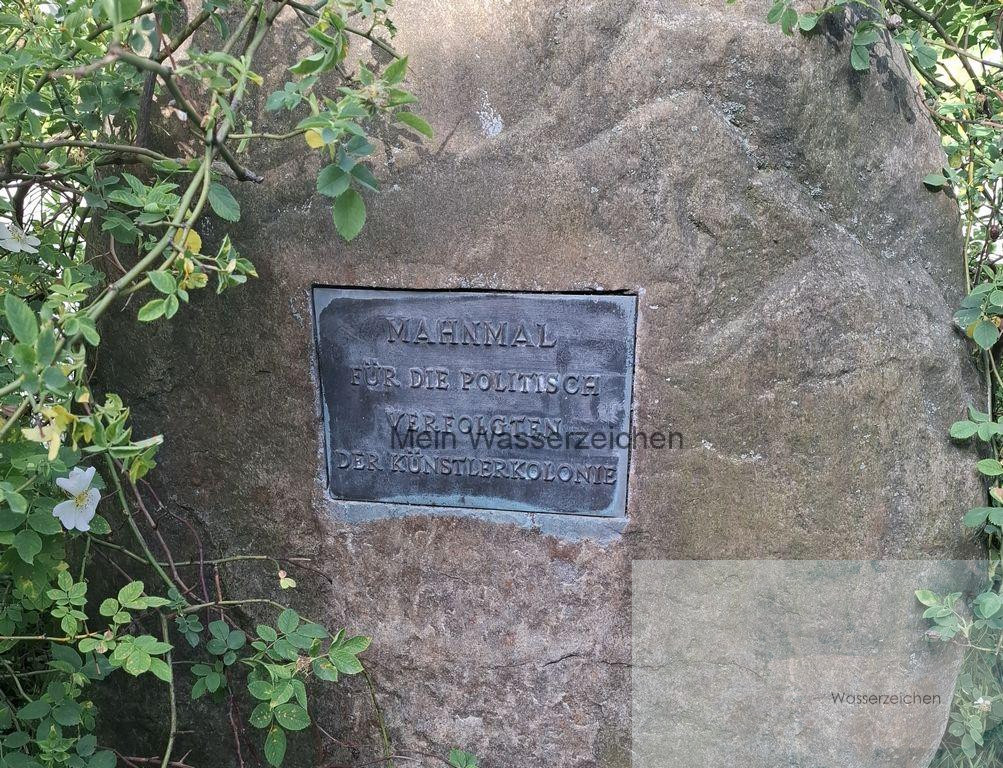 MAHNMAL
FÜR DIE POLITISCH
VERFOLGTEN
Mein Wasserzeichen
DER KÜNSTLERKOLONIE
Wasserzeichen